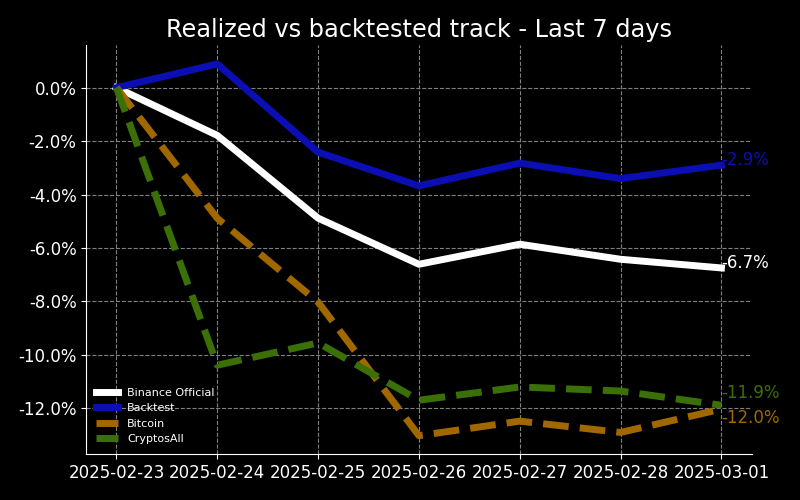 Realized vs backtested track - Last 7 days
0.0%
-2.0%
-4.0%
-6.0%
-8.0%
-10.0%
-12.0%
-2.9%
-6.7%
-11.9%
-12.0%
Binance Official
Backtest
Bitcoin
CryptosAll
2025-02-23 2025-02-24 2025-02-25 2025-02-26 2025-02-27 2025-02-28 2025-03-01